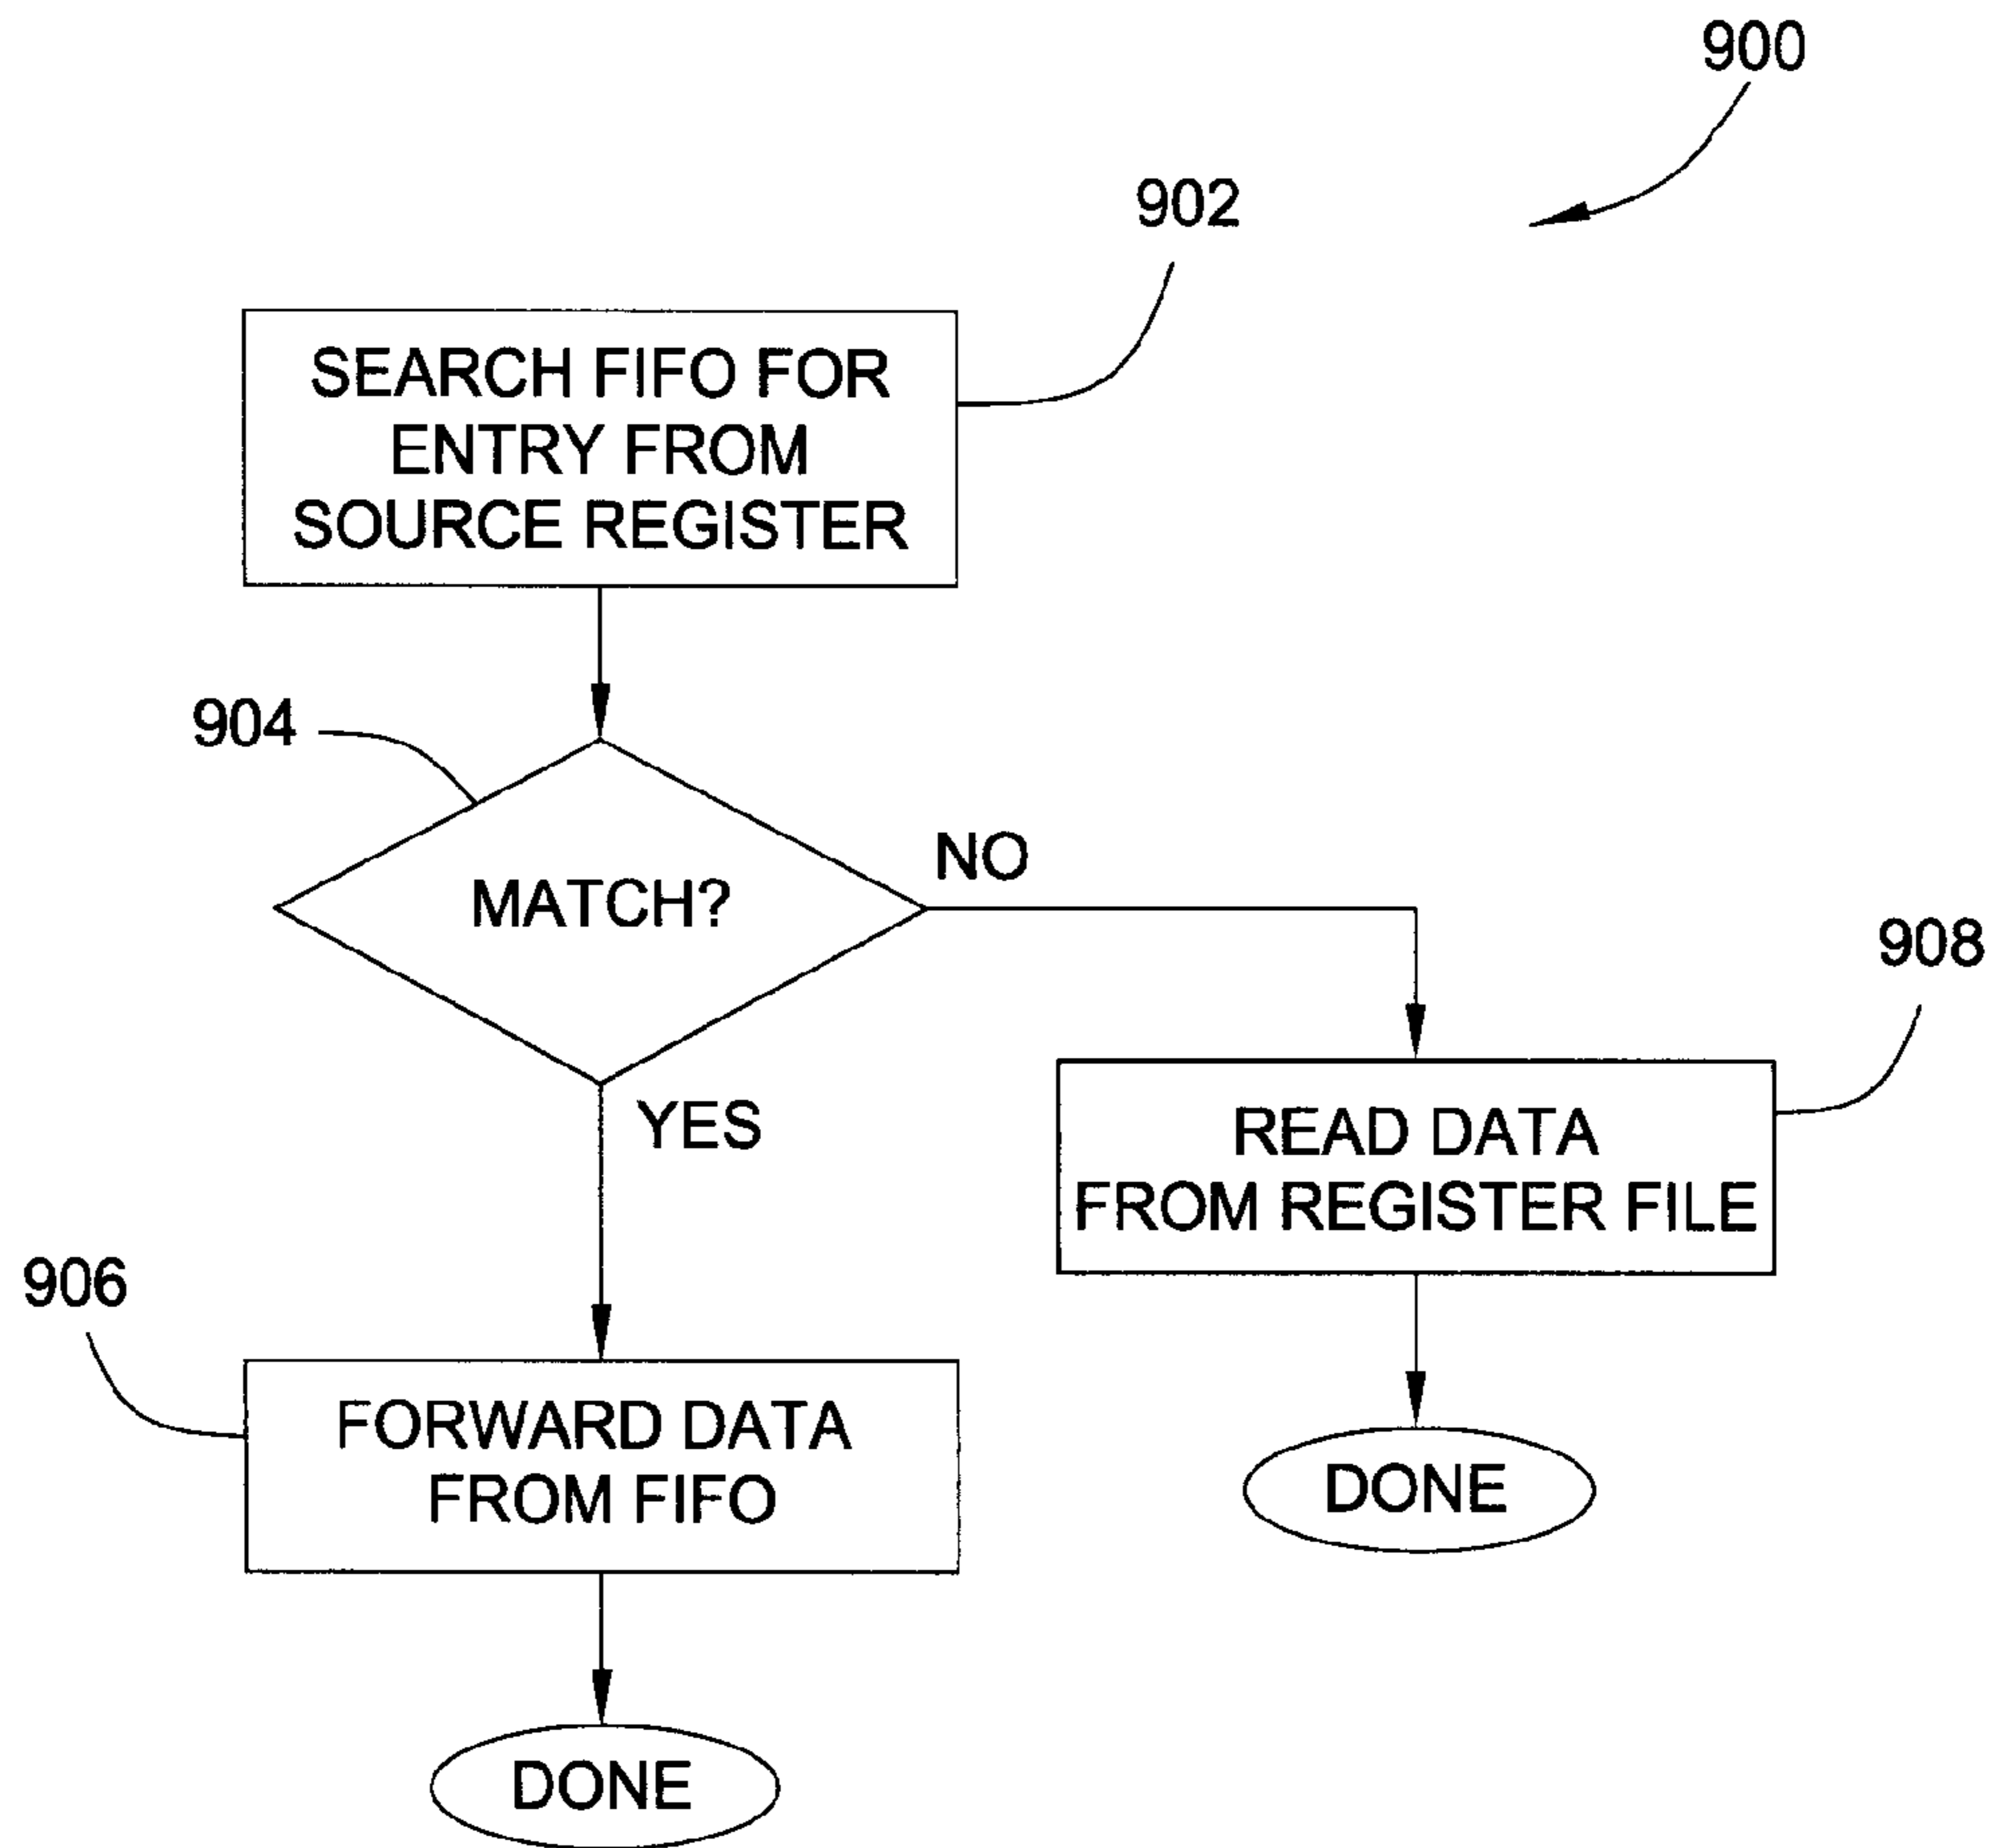 900
902
SEARCH FIFO FOR
ENTRY FROM
SOURCE REGISTER
904
MATCH?
NO
908
YES
READ DATA
FROM REGISTER FILE
906
FORWARD DATA
FROM FIFO
DONE
DONE